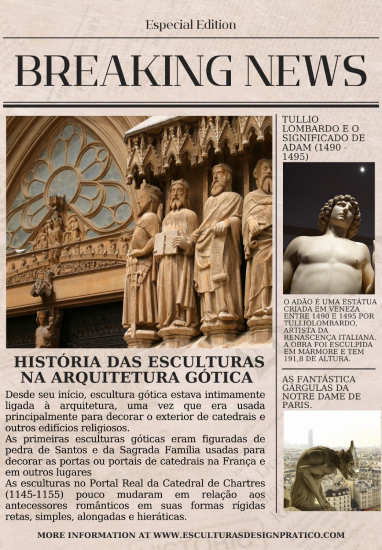 Especial Edition
BREAKING NEWS
TULLIO
LOMBARDO E O
SIGNIFICADO DE
ADAM (1490 -
1495)
O ADÃO É UMA ESTÁTUA
CRIADA EM VENEZA
ENTRE 1490 E 1495 POR
TULLIOLOMBARDO,
ARTISTA DA
RENASCENÇA ITALIANA.
A OBRA FOI ESCULPIDA
EM MÁRMORE E TEM
191,8 DE ALTURA.
AS FANTÁSTICA
GÁRGULAS DA
NOTRE DAME DE
PARIS.
HISTÓRIA DAS ESCULTURAS
NA ARQUITETURA GÓTICA
Desde seu início, escultura gótica estava intimamente
ligada à arquitetura, uma vez que era usada
principalmente para decorar o exterior de catedrais e
outros edifícios religiosos.
As primeiras esculturas góticas eram figuradas de
pedra de Santos e da Sagrada Família usadas para
decorar as portas ou portais de catedrais na França e
em outros lugares
As esculturas no Portal Real da Catedral de Chartres
(1145-1155) pouco mudaram em relação aos
antecessores românicos em suas formas rígidas
retas, simples, alongadas e hieráticas.
MORE INFORMATION AT WWW.ESCULTURASDESIGNPRATICO.COM